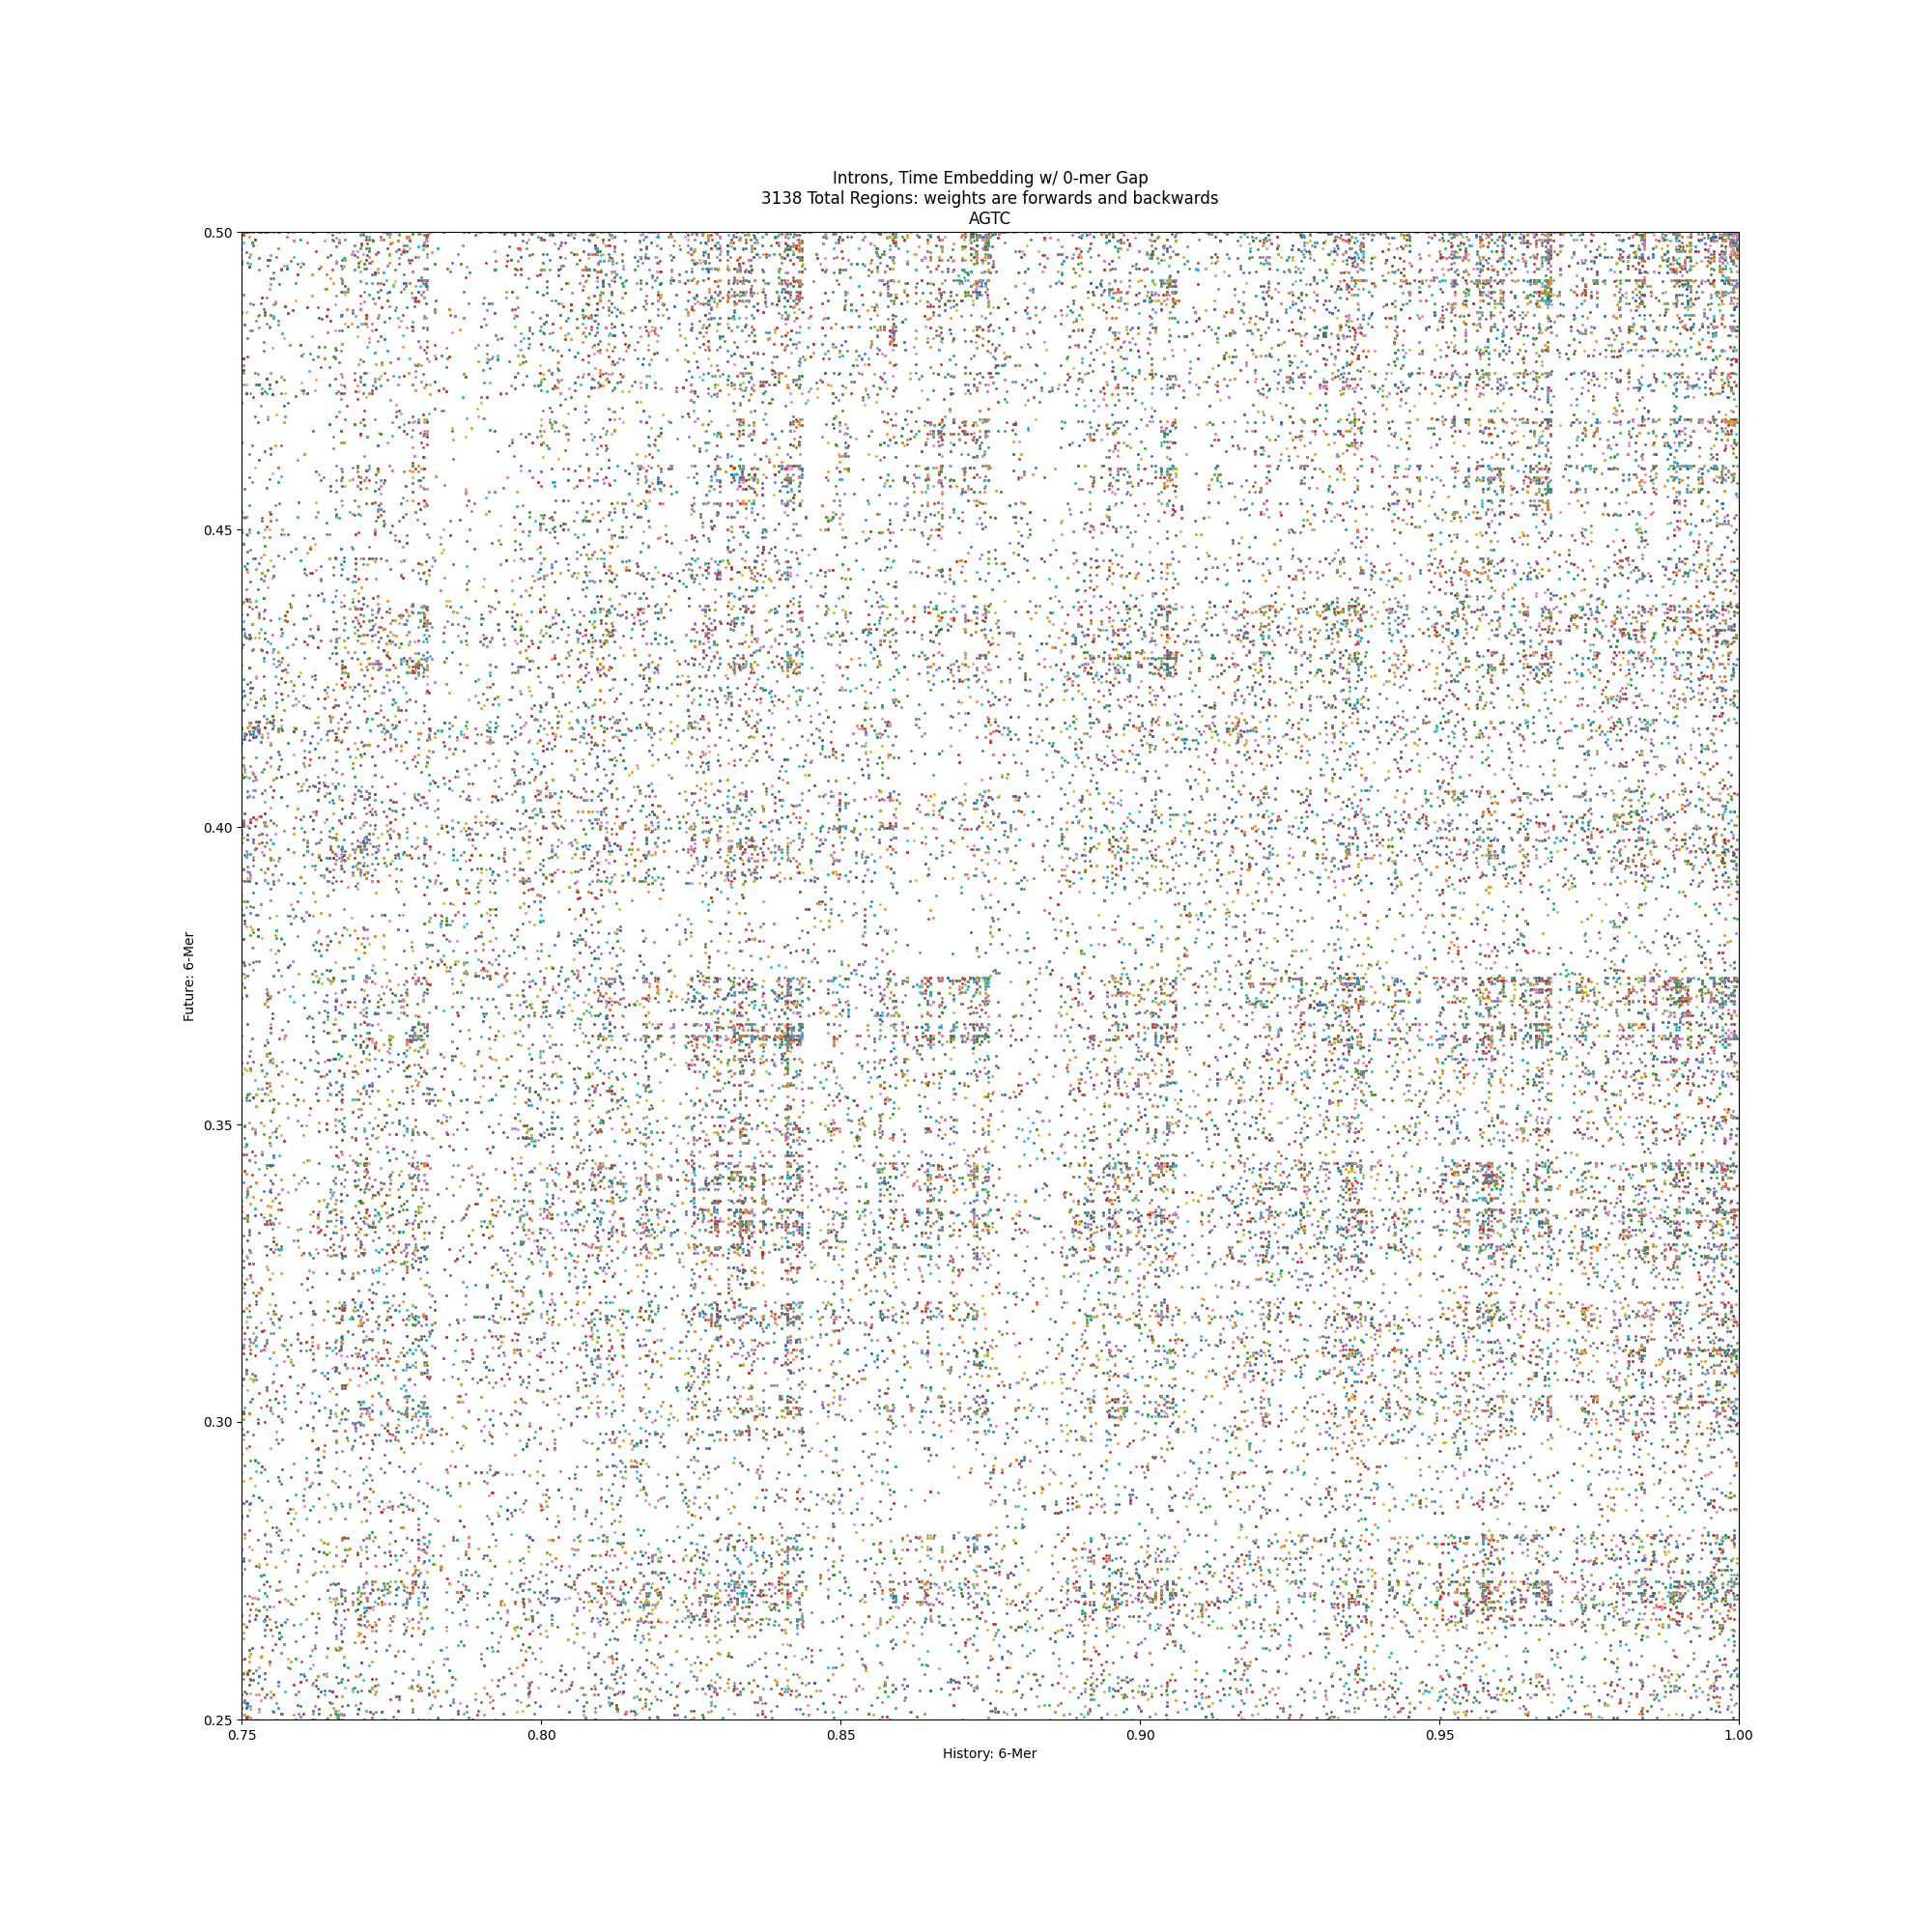 Introns, Time Embedding w/ 0-mer Gap
3138 Total Regions: weights are forwards and backwards
AGTC
0.50
0.45
0.40
0.35
0.30
0.25
Future: 6-Mer
0.75 0.80 0.85 0.90 0.95 1.00
History: 6-Mer